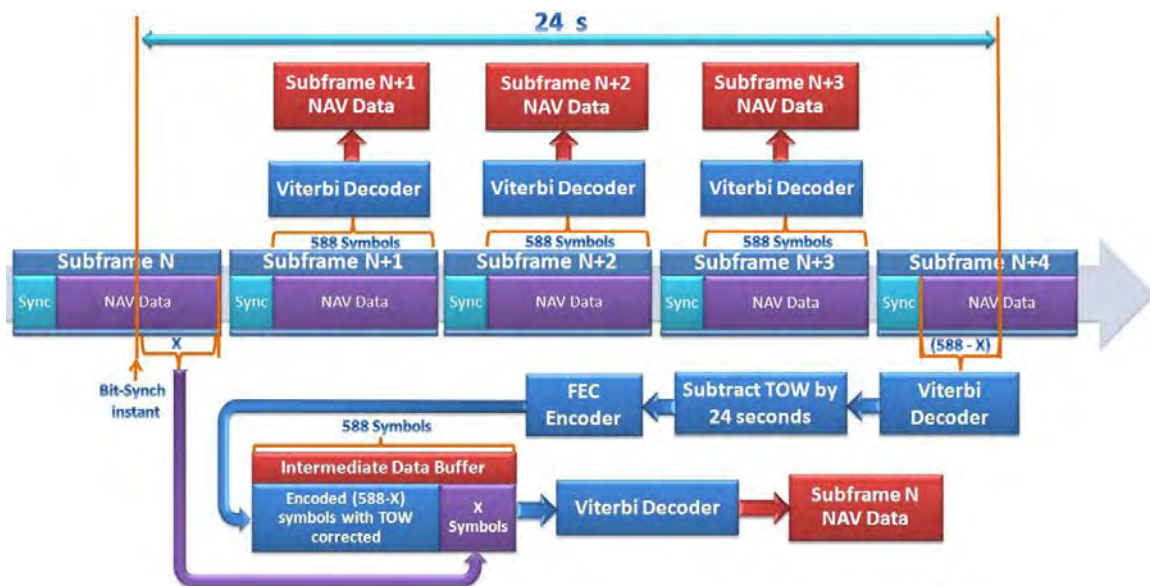 24 s
Subframe N+1
NAV Data
Subframe N+2
NAV Data
Subframe N+3
NAV Data
Viterbi Decoder
Viterbi Decoder
Viterbi Decoder
588 Symbols
588 Symbols
588 Symbols
Subframe N
Subframe N+1
Subframe N+2
Subframe N+3
Subframe N+4
Sync
NAV Data
Sync
NAV Data
Sync
NAV Data
Sync
NAV Data
Sync
NAV Data
X
(588 - X)
Bit-Synch
instant
FEC
Encoder
Subtract TOW by
24 seconds
Viterbi
Decoder
588 Symbols
Intermediate Data Buffer
Encoded (588-X)
symbols with TOW
corrected
X
Symbols
Viterbi Decoder
Subframe N
NAV Data